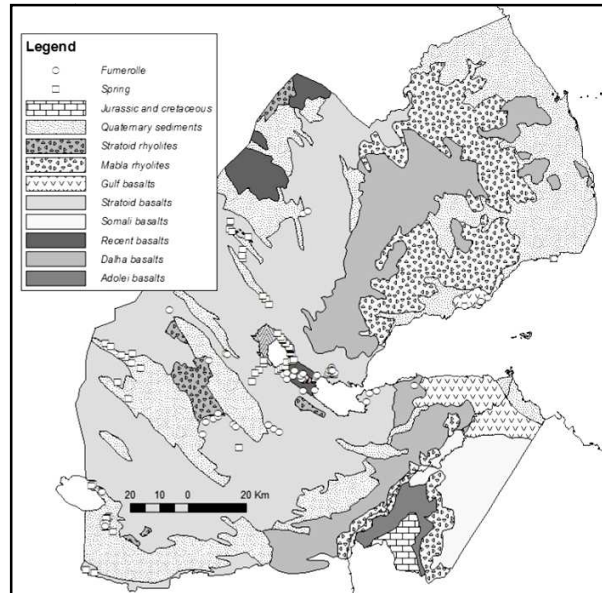 Legend
Fumerolle
Spring
Jurassic and cretaceous
Quaternary sediments
Stratoid rhyolites
Mabla rhyolites
Gulf basalts
Stratoid basalts
Somali basalts
Recent basalts
Dalha basalts
Adolei basalts
20 10 0 20 Km